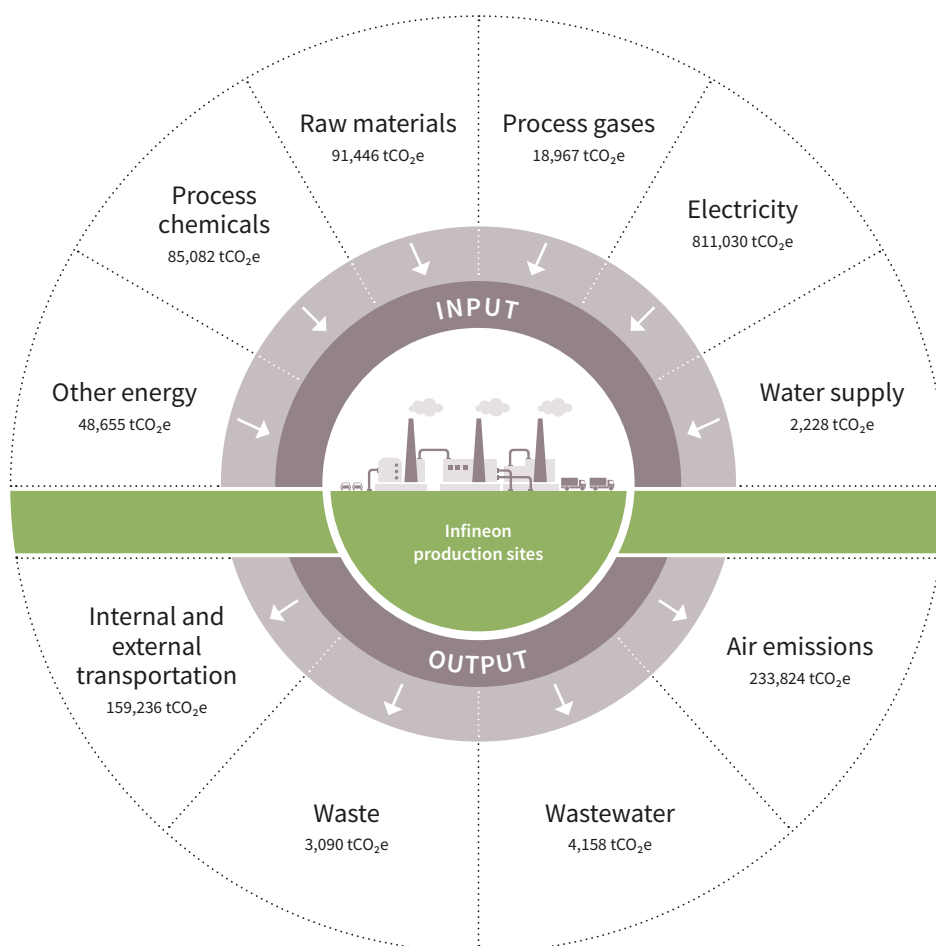 Raw materials
91,446 tCO₂e
Process gases
18,967 tCO₂e
Process
chemicals
85,082 tCO₂e
Electricity
811,030 tCO₂e
INPUT
Other energy
48,655 tCO₂e
Water supply
2,228 tCO₂e
Infineon
production sites
Internal and
external
transportation
159,236 tCO₂e
Air emissions
233,824 tCO₂e
OUTPUT
Waste
3,090 tCO₂e
Wastewater
4,158 tCO₂e